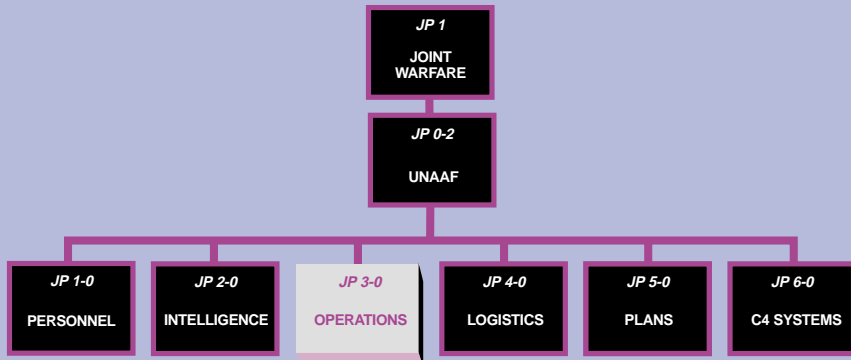 JP 1
JOINT
WARFARE
JP 0-2
UNAAF
JP 1-0
PERSONNEL
JP 2-0
INTELLIGENCE
JP 3-0
OPERATIONS
JP 4-0
LOGISTICS
JP 5-0
PLANS
JP 6-0
C4 SYSTEMS